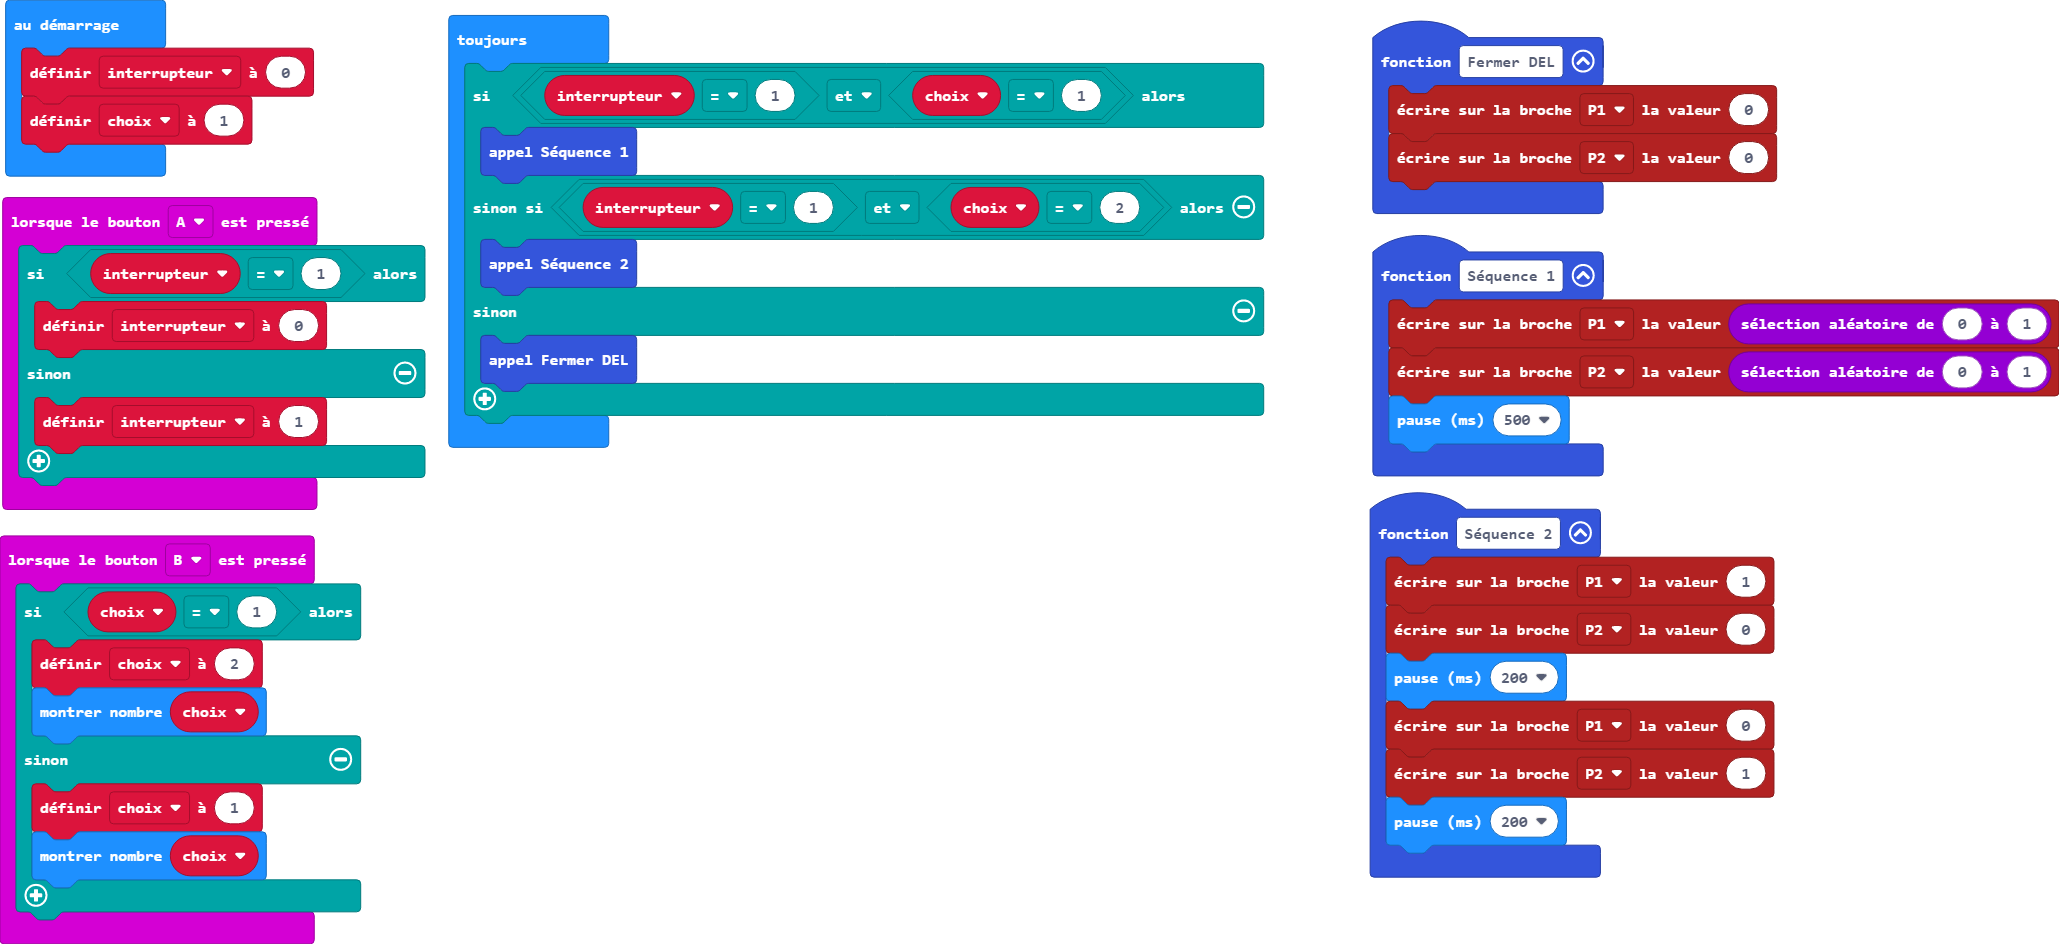 au démarrage
définir interrupteur à 0
définir choix à 1
lorsque le bouton A est pressé
si interrupteur = 1 alors
définir interrupteur à 0
sinon
définir interrupteur à 1
lorsque le bouton B est pressé
si choix = 1 alors
définir choix à 2
montrer nombre choix
sinon
définir choix à 1
montrer nombre choix
toujours
si interrupteur = 1 et choix = 1 alors
appel Séquence 1
sinon si interrupteur = 1 et choix = 2 alors
appel Séquence 2
sinon
appel Fermer DEL
fonction Fermer DEL
écrire sur la broche P1 la valeur 0
écrire sur la broche P2 la valeur 0
fonction Séquence 1
écrire sur la broche P1 la valeur sélection aléatoire de 0 à 1
écrire sur la broche P2 la valeur sélection aléatoire de 0 à 1
pause (ms) 500
fonction Séquence 2
écrire sur la broche P1 la valeur 1
écrire sur la broche P2 la valeur 0
pause (ms) 200
écrire sur la broche P1 la valeur 0
écrire sur la broche P2 la valeur 1
pause (ms) 200